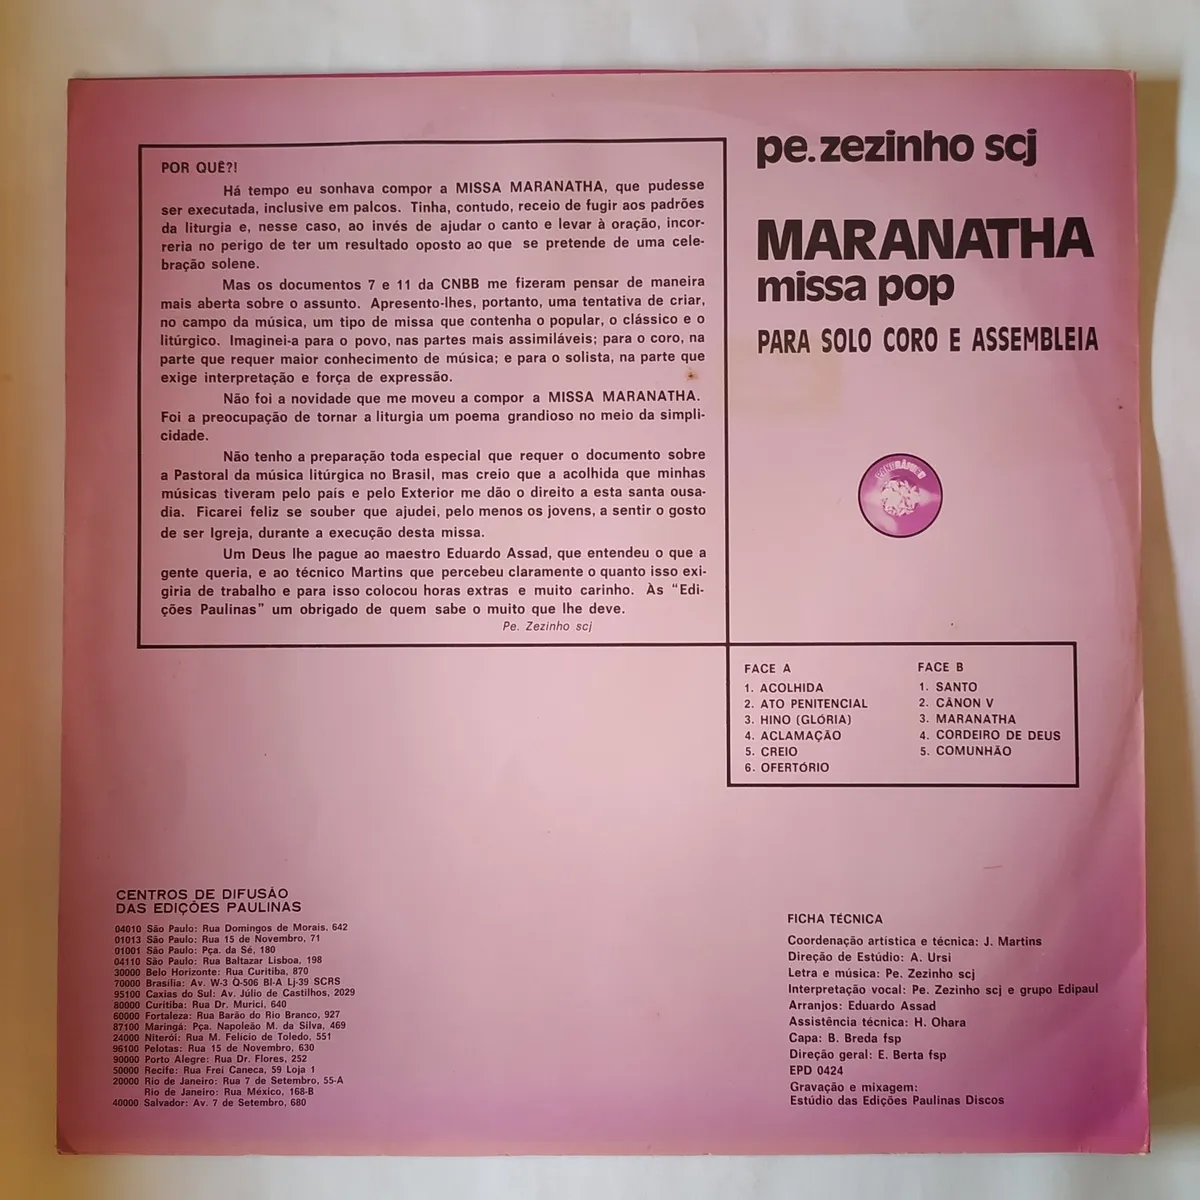 POR QUÊ?!
Há tempo eu sonhava compor a MISSA MARANATHA, que pudesse
ser executada, inclusive em palcos. Tinha, contudo, receio de fugir aos padrões
da liturgia e, nesse caso, ao invés de ajudar o canto e levar à oração, incor-
reria no perigo de ter um resultado oposto ao que se pretende de uma cele-
bração solene.
Mas os documentos 7 e 11 da CNBB me fizeram pensar de maneira
mais aberta sobre o assunto. Apresento-lhes, portanto, uma tentativa de criar,
no campo da música, um tipo de missa que contenha o popular, o clássico e o
litúrgico. Imaginei-a para o povo, nas partes mais assimiláveis; para o coro, na
parte que requer maior conhecimento de música; e para o solista, na parte que
exige interpretação e força de expressão.
Não foi a novidade que me moveu a compor a MISSA MARANATHA.
Foi a preocupação de tornar a liturgia um poema grandioso no meio da simpli-
cidade.
Não tenho a preparação toda especial que requer o documento sobre
a Pastoral da música litúrgica no Brasil, mas creio que a acolhida que minhas
músicas tiveram pelo país e pelo Exterior me dão o direito a esta santa ousa-
dia. Ficarei feliz se souber que ajudei, pelo menos os jovens, a sentir o gosto
de ser Igreja, durante a execução desta missa.
Um Deus lhe pague ao maestro Eduardo Assad, que entendeu o que a
gente queria, e ao técnico Martins que percebeu claramente o quanto isso exi-
giria de trabalho e para isso colocou horas extras e muito carinho. Às "Edi-
ções Paulinas" um obrigado de quem sabe o muito que lhe deve.
Pe. Zezinho scj
pe. zezinho scj
MARANATHA
missa pop
PARA SOLO CORO E ASSEMBLEIA
FACE A
1. ACOLHIDA
2. ATO PENITENCIAL
3. HINO (GLÓRIA)
4. ACLAMAÇÃO
5. CREIO
6. OFERTÓRIO
FACE B
1. SANTO
2. CÂNON V
3. MARANATHA
4. CORDEIRO DE DEUS
5. COMUNHÃO
CENTROS DE DIFUSÃO
DAS EDIÇÕES PAULINAS
04010 São Paulo: Rua Domingos de Morais, 642
01013 São Paulo: Rua 15 de Novembro, 71
01001 São Paulo: Pça. da Sé, 180
04110 São Paulo: Rua Baltazar Lisboa, 198
30000 Belo Horizonte: Rua Curitiba, 870
70000 Brasília: Av. W-3 Q-506 Bl-A Lj-39 SCRS
95100 Caxias do Sul: Av. Júlio de Castilhos, 2029
80000 Curitiba: Rua Dr. Murici, 640
60000 Fortaleza: Rua Barão do Rio Branco, 927
87100 Maringá: Pça. Napoleão M. da Silva, 469
24000 Niterói: Rua M. Felício de Toledo, 551
96100 Pelotas: Rua 15 de Novembro, 630
90000 Porto Alegre: Rua Dr. Flores, 252
50000 Recife: Rua Frei Caneca, 59 Loja 1
20000 Rio de Janeiro: Rua 7 de Setembro, 55-A
Rio de Janeiro: Rua México, 168-B
40000 Salvador: Av. 7 de Setembro, 680
FICHA TÉCNICA
Coordenação artística e técnica: J. Martins
Direção de Estúdio: A. Ursi
Letra e música: Pe. Zezinho scj
Interpretação vocal: Pe. Zezinho scj e grupo Edipaul
Arranjos: Eduardo Assad
Assistência técnica: H. Ohara
Capa: B. Breda fsp
Direção geral: E. Berta fsp
EPD 0424
Gravação e mixagem:
Estúdio das Edições Paulinas Discos